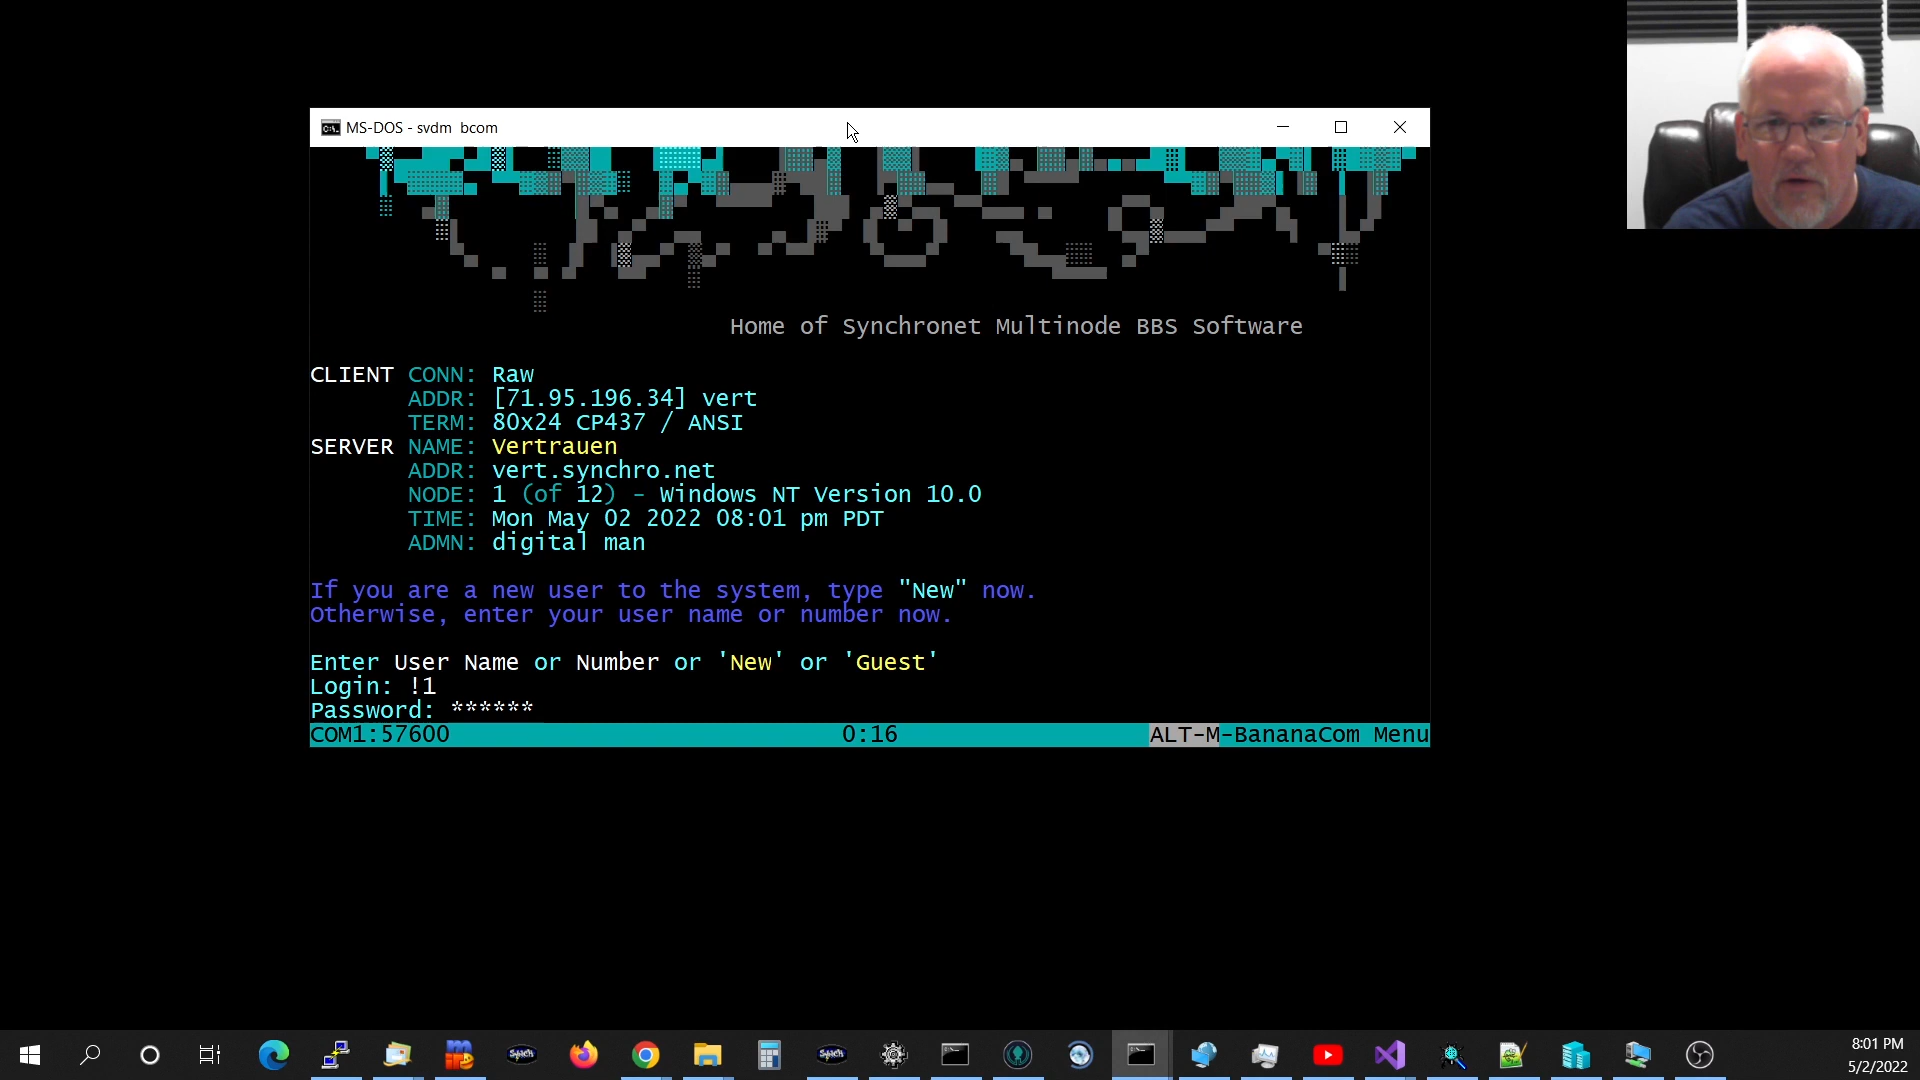 MS-DOS - svdm  bcom
Home of Synchronet Multinode BBS Software
CLIENT CONN: Raw
ADDR: [71.95.196.34] vert
TERM: 80x24 CP437 / ANSI
SERVER NAME: Vertrauen
ADDR: vert.synchro.net
NODE: 1 (of 12) - Windows NT Version 10.0
TIME: Mon May 02 2022 08:01 pm PDT
ADMN: digital man
If you are a new user to the system, type "New" now.
Otherwise, enter your user name or number now.
Enter User Name or Number or 'New' or 'Guest'
Login: !1
Password: ******
COM1:57600 0:16 ALT-M-BananaCom Menu
8:01 PM
5/2/2022